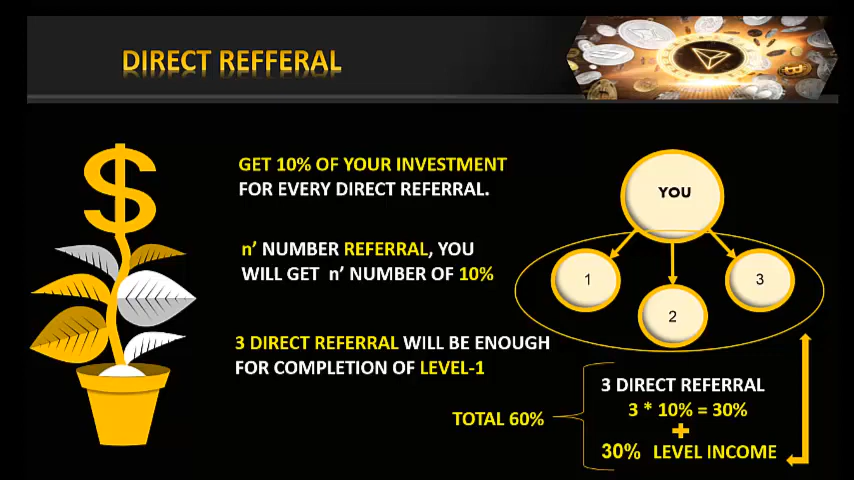 DIRECT REFFERAL
GET 10% OF YOUR INVESTMENT
FOR EVERY DIRECT REFERRAL.
n’ NUMBER REFERRAL, YOU
WILL GET n’ NUMBER OF 10%
3 DIRECT REFERRAL WILL BE ENOUGH
FOR COMPLETION OF LEVEL-1
YOU
1
2
3
TOTAL 60%
3 DIRECT REFERRAL
3 * 10% = 30%
+
30% LEVEL INCOME